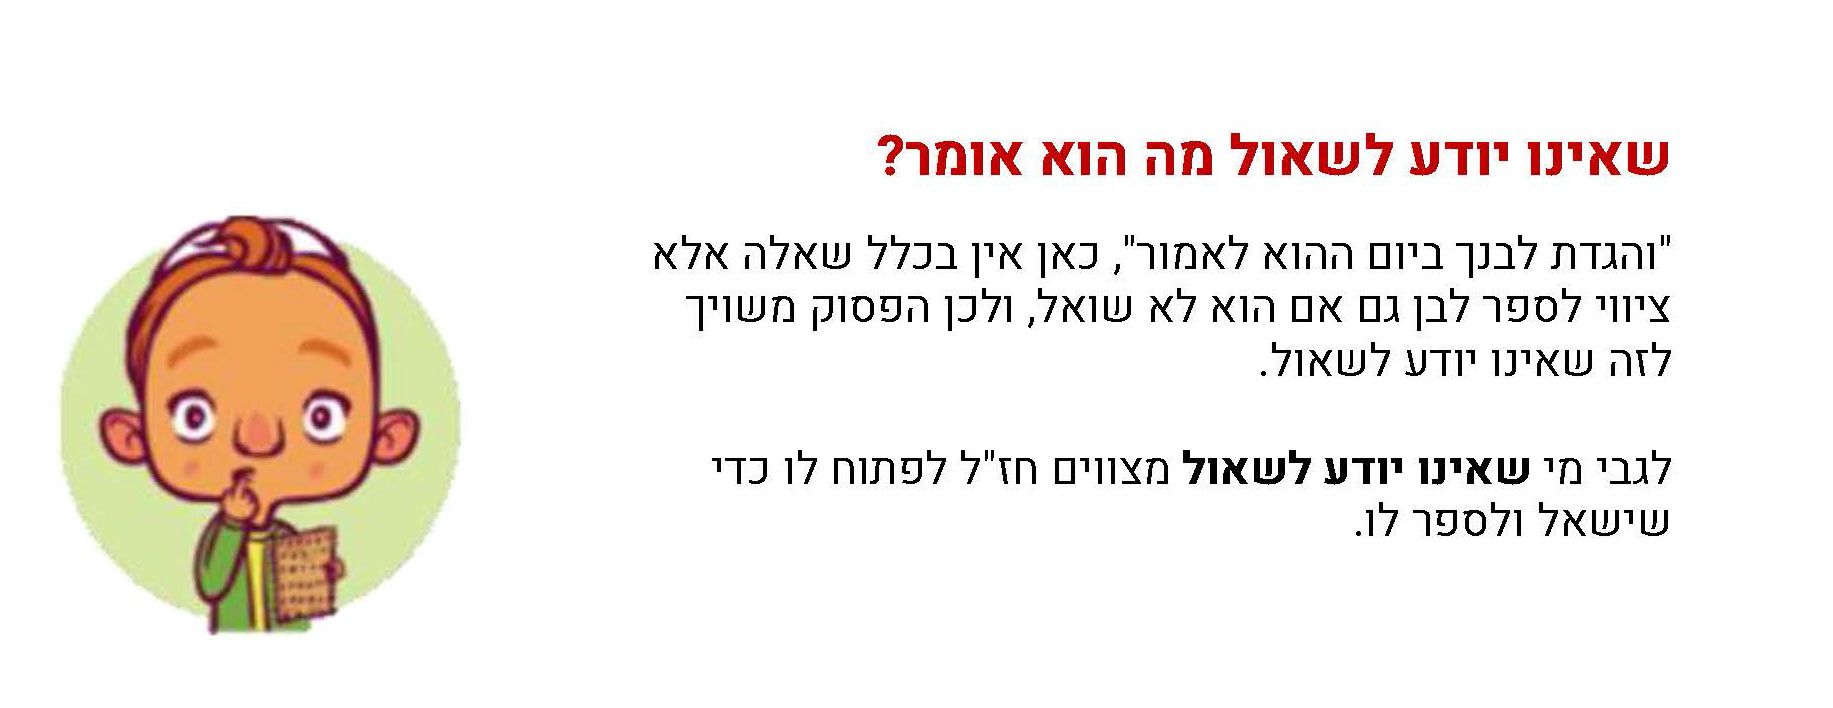 שאינו יודע לשאול מה הוא אומר?
"והגדת לבנך ביום ההוא לאמור", כאן אין בכלל שאלה אלא
ציווי לספר לבן גם אם הוא לא שואל, ולכן הפסוק משויך
לזה שאינו יודע לשאול.
לגבי מי שאינו יודע לשאול מצווים חז"ל לפתוח לו כדי
שישאל ולספר לו.